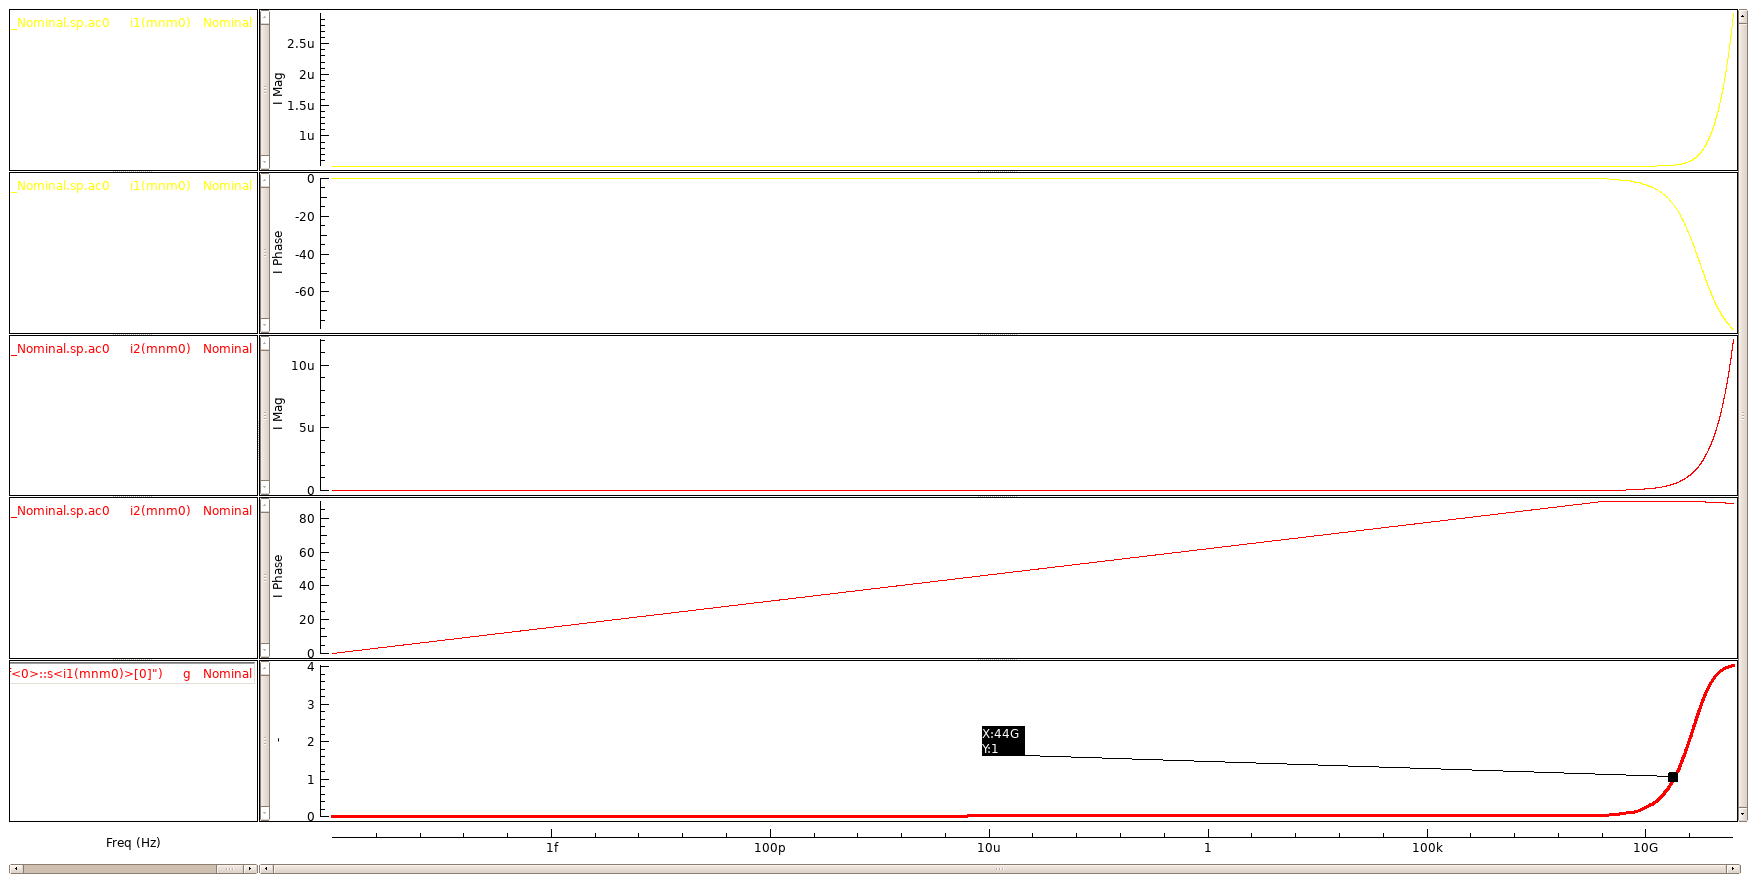 _Nominal.sp.ac0 i1(mnm0) Nominal
2.5u
2u
1.5u
1u
I Mag
_Nominal.sp.ac0 i1(mnm0) Nominal
0
-20
-40
-60
I Phase
_Nominal.sp.ac0 i2(mnm0) Nominal
10u
5u
0
I Mag
_Nominal.sp.ac0 i2(mnm0) Nominal
80
60
40
20
0
I Phase
<0>::s<i1(mnm0)>[0]") g Nominal
4
3
2
1
0
-
X:44G
Y:1
Freq (Hz)
1f 100p 10u 1 100k 10G